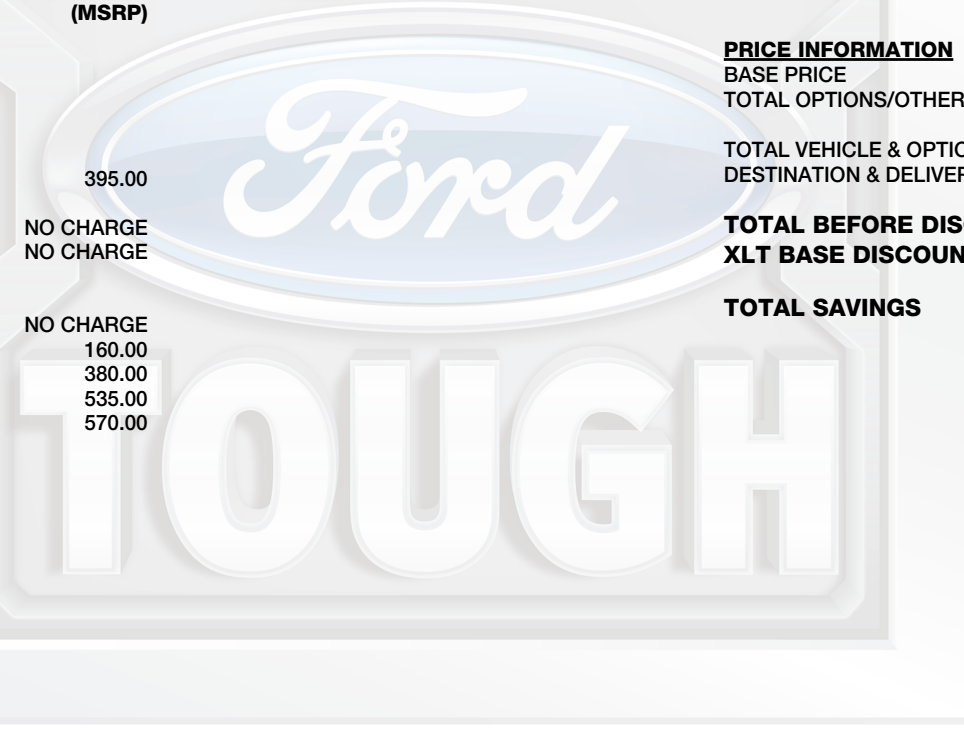 (MSRP)
395.00
NO CHARGE
NO CHARGE
NO CHARGE
160.00
380.00
535.00
570.00
PRICE INFORMATION
BASE PRICE
TOTAL OPTIONS/OTHER
TOTAL VEHICLE & OPTIO
DESTINATION & DELIVER
TOTAL BEFORE DIS
XLT BASE DISCOUN
TOTAL SAVINGS
Ford
TOUGH